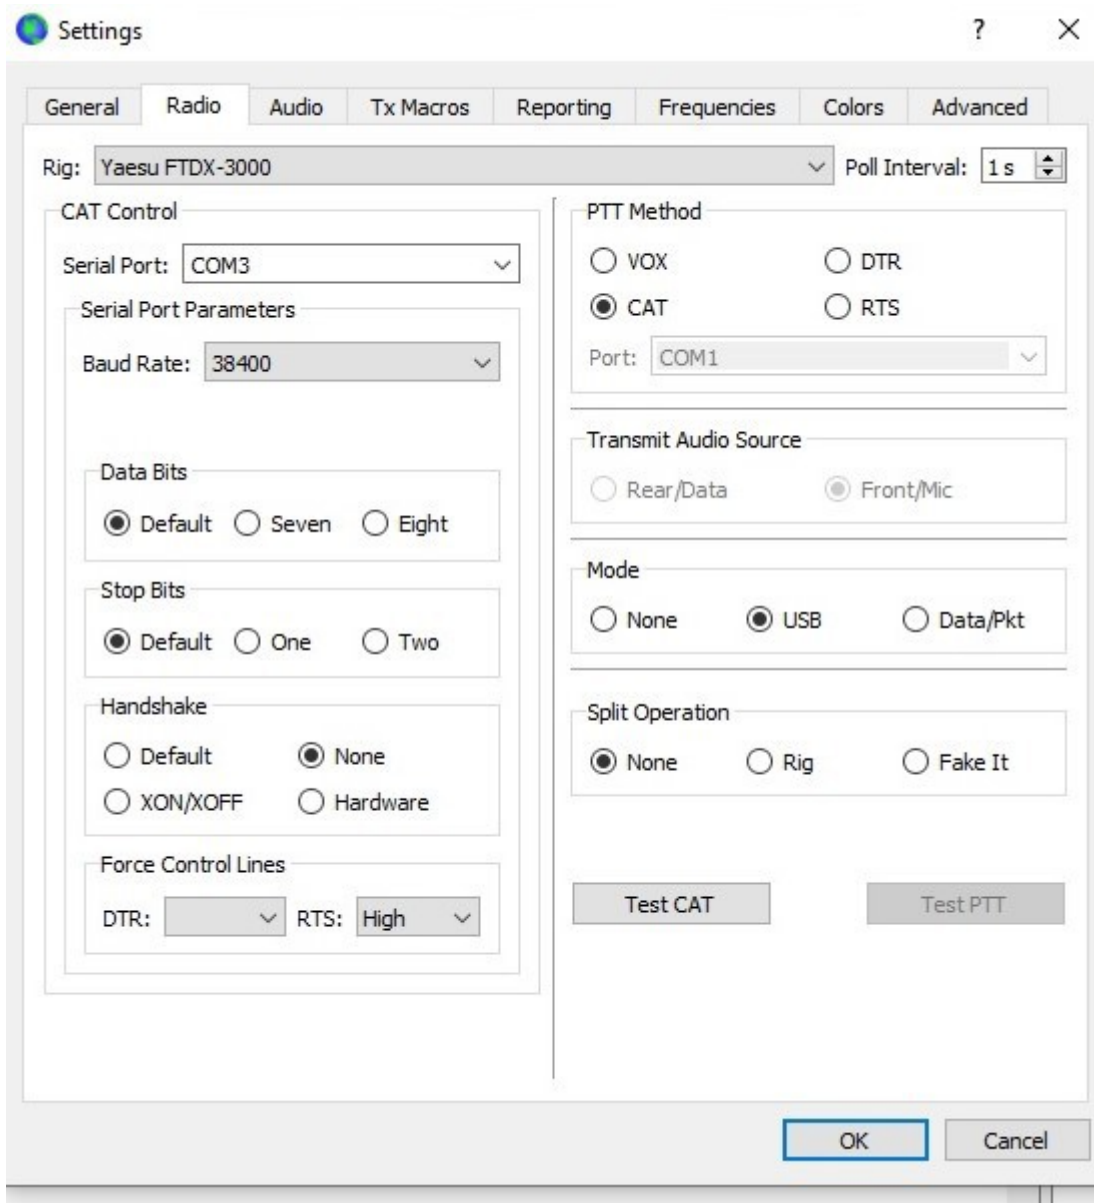 Settings
?
General Radio Audio Tx Macros Reporting Frequencies Colors Advanced
Rig: Yaesu FTDX-3000 Poll Interval: 1 s
CAT Control
Serial Port: COM3
Serial Port Parameters
Baud Rate: 38400
Data Bits
Default Seven Eight
Stop Bits
Default One Two
Handshake
Default None
XON/XOFF Hardware
Force Control Lines
DTR: RTS: High
PTT Method
VOX DTR
CAT RTS
Port: COM1
Transmit Audio Source
Rear/Data Front/Mic
Mode
None USB Data/Pkt
Split Operation
None Rig Fake It
Test CAT Test PTT
OK Cancel